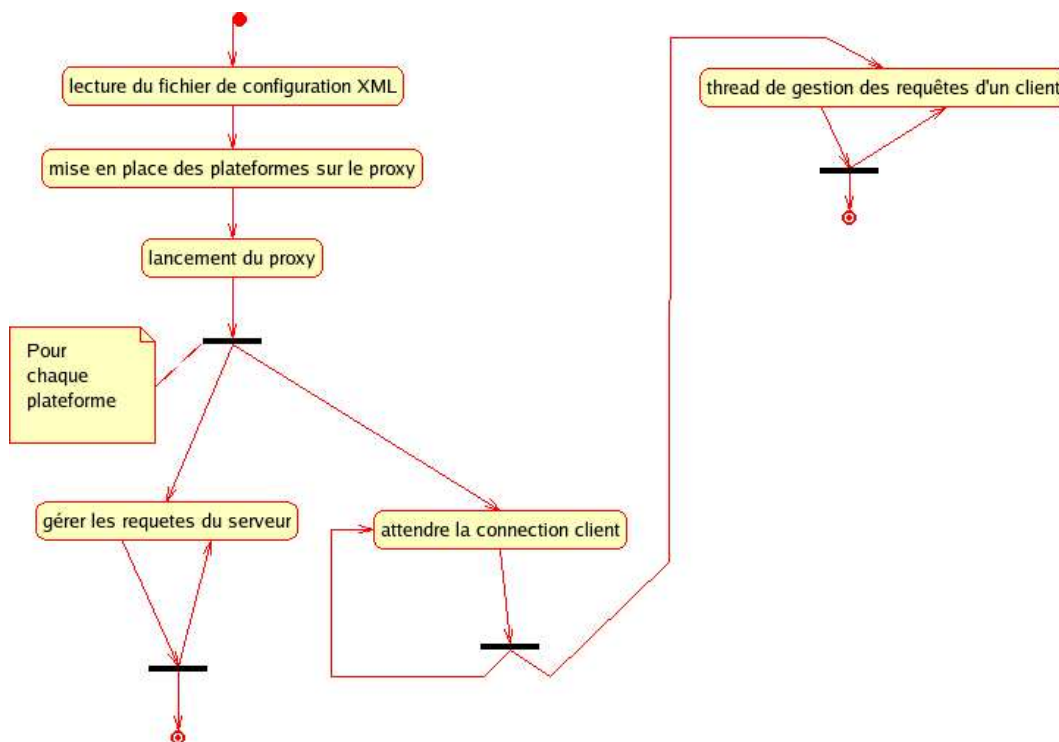 lecture du fichier de configuration XML
mise en place des plateformes sur le proxy
lancement du proxy
Pour
chaque
plateforme
gérer les requetes du serveur
attendre la connection client
thread de gestion des requêtes d'un client